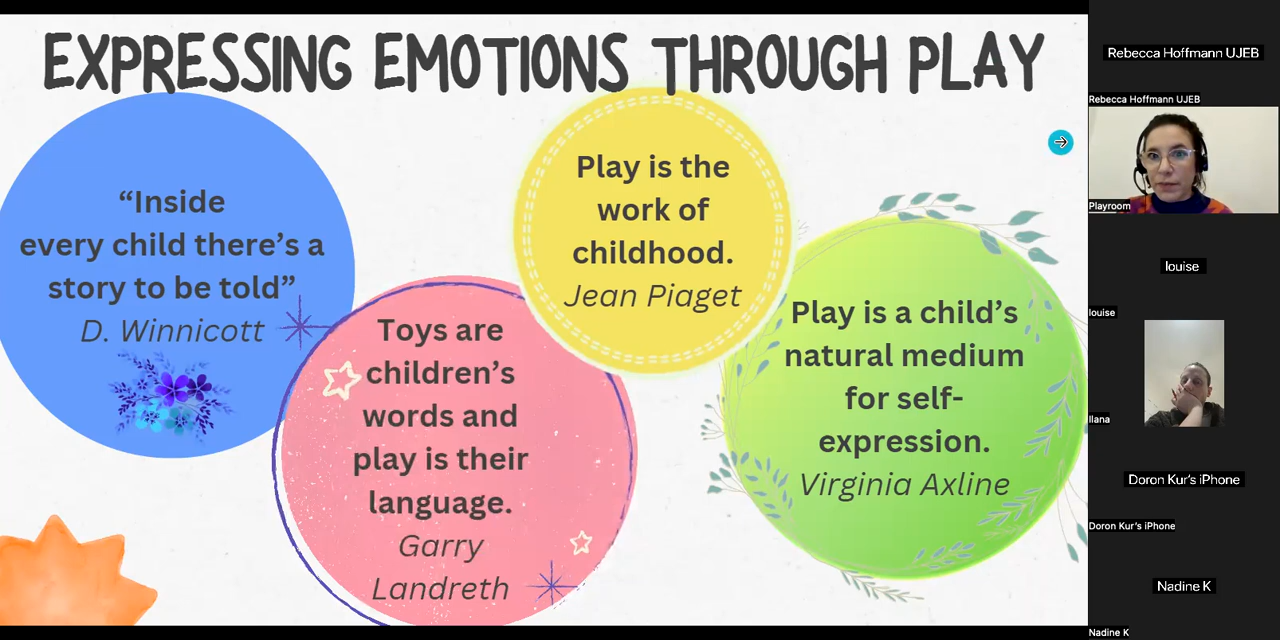 EXPRESSING EMOTIONS THROUGH PLAY
“Inside
every child there’s a
story to be told”
D. Winnicott
Toys are
children’s
words and
play is their
language.
Garry
Landreth
Play is the
work of
childhood.
Jean Piaget
Play is a child’s
natural medium
for self-
expression.
Virginia Axline
Rebecca Hoffmann UJEB
Rebecca Hoffmann UJEB
Playroom
louise
louise
Ilana
Doron Kur’s iPhone
Doron Kur’s iPhone
Nadine K
Nadine K